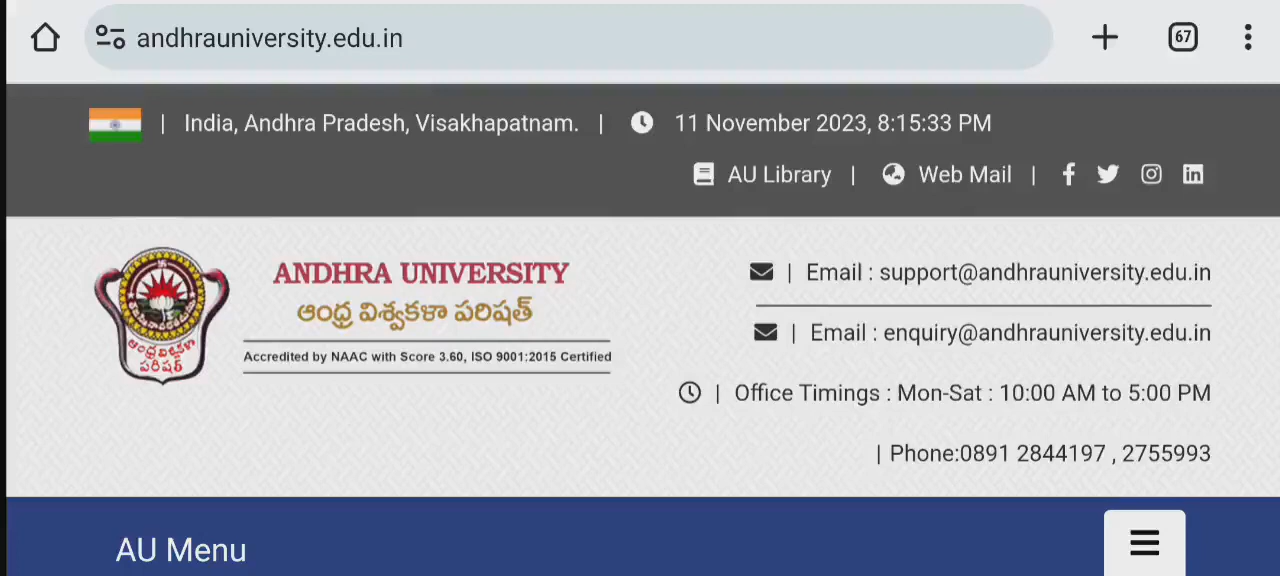 andhrauniversity.edu.in
67
| India, Andhra Pradesh, Visakhapatnam. | 11 November 2023, 8:15:33 PM
AU Library | Web Mail |
ANDHRA UNIVERSITY
ఆంధ్ర విశ్వకళా పరిషత్
Accredited by NAAC with Score 3.60, ISO 9001:2015 Certified
ఆంధ్ర విశ్వకళా
పరిషత్
| Email : support@andhrauniversity.edu.in
| Email : enquiry@andhrauniversity.edu.in
| Office Timings : Mon-Sat : 10:00 AM to 5:00 PM
| Phone:0891 2844197 , 2755993
AU Menu